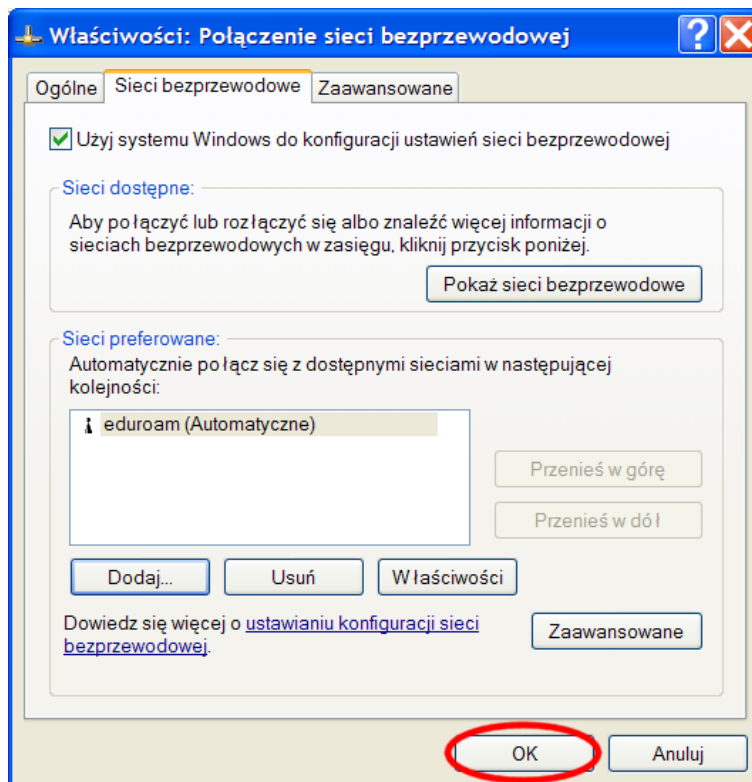 Właściwości: Połączenie sieci bezprzewodowej
Ogólne Sieci bezprzewodowe Zaawansowane
Użyj systemu Windows do konfiguracji ustawień sieci bezprzewodowej
Sieci dostępne:
Aby połączyć lub rozłączyć się albo znaleźć więcej informacji o
sieciach bezprzewodowych w zasięgu, kliknij przycisk poniżej.
Pokaż sieci bezprzewodowe
Sieci preferowane:
Automatycznie połącz się z dostępnymi sieciami w następującej
kolejności:
eduroam (Automatyczne)
Przenieś w górę
Przenieś w dół
Dodaj... Usuń Właściwości
Dowiedz się więcej o ustawianiu konfiguracji sieci
bezprzewodowej.
Zaawansowane
OK Anuluj